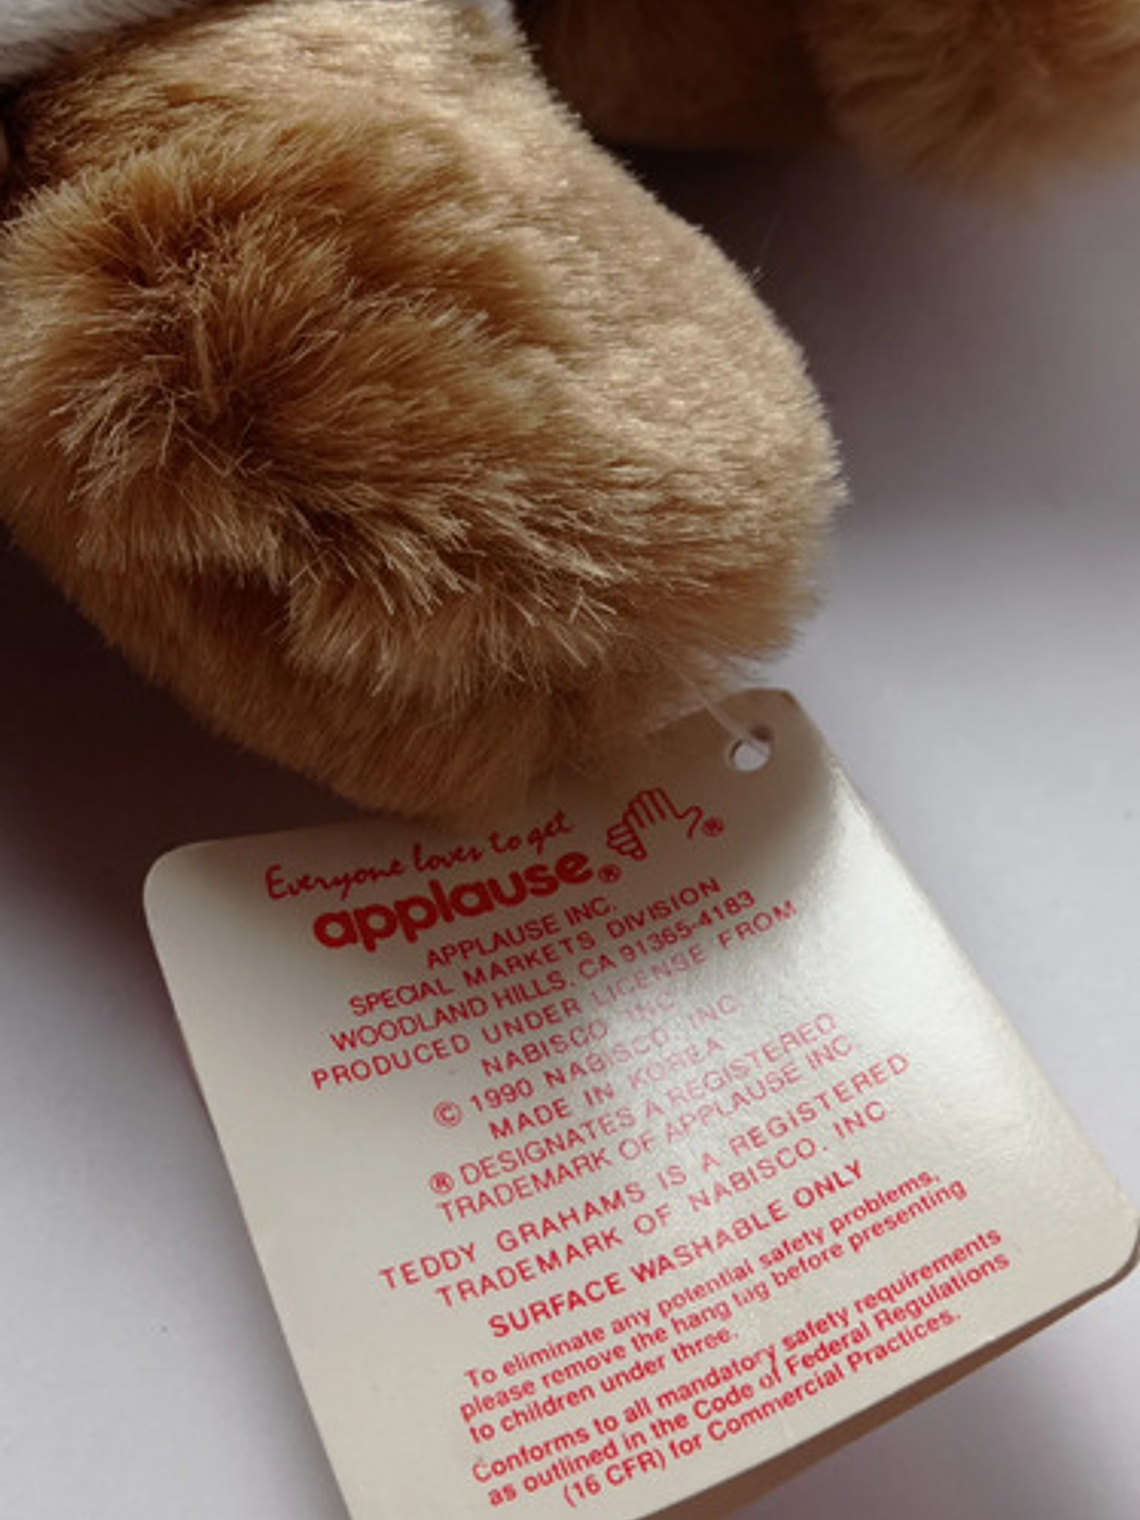 Everyone loves to get
applause®
®
APPLAUSE INC.
SPECIAL MARKETS DIVISION
WOODLAND HILLS, CA 91365-4183
PRODUCED UNDER LICENSE FROM
NABISCO INC
© 1990 NABISCO, INC
MADE IN KOREA
® DESIGNATES A REGISTERED
TRADEMARK OF APPLAUSE INC.
TEDDY GRAHAMS IS A REGISTERED
TRADEMARK OF NABISCO. INC
SURFACE WASHABLE ONLY
To eliminate any potential safety problems,
please remove the hang tag before presenting
to children under three.
Conforms to all mandatory safety requirements
as outlined in the Code of Federal Regulations
(16 CFR) for Commercial Practices.